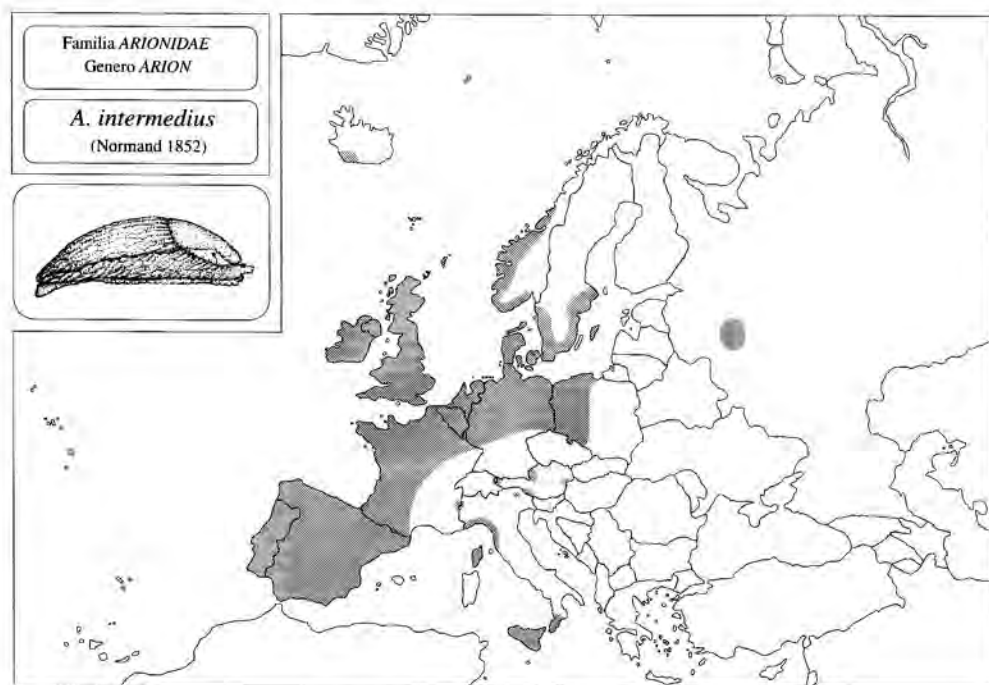 Familia ARIONIDAE
Genero ARION
A. intermedius
(Normand 1852)